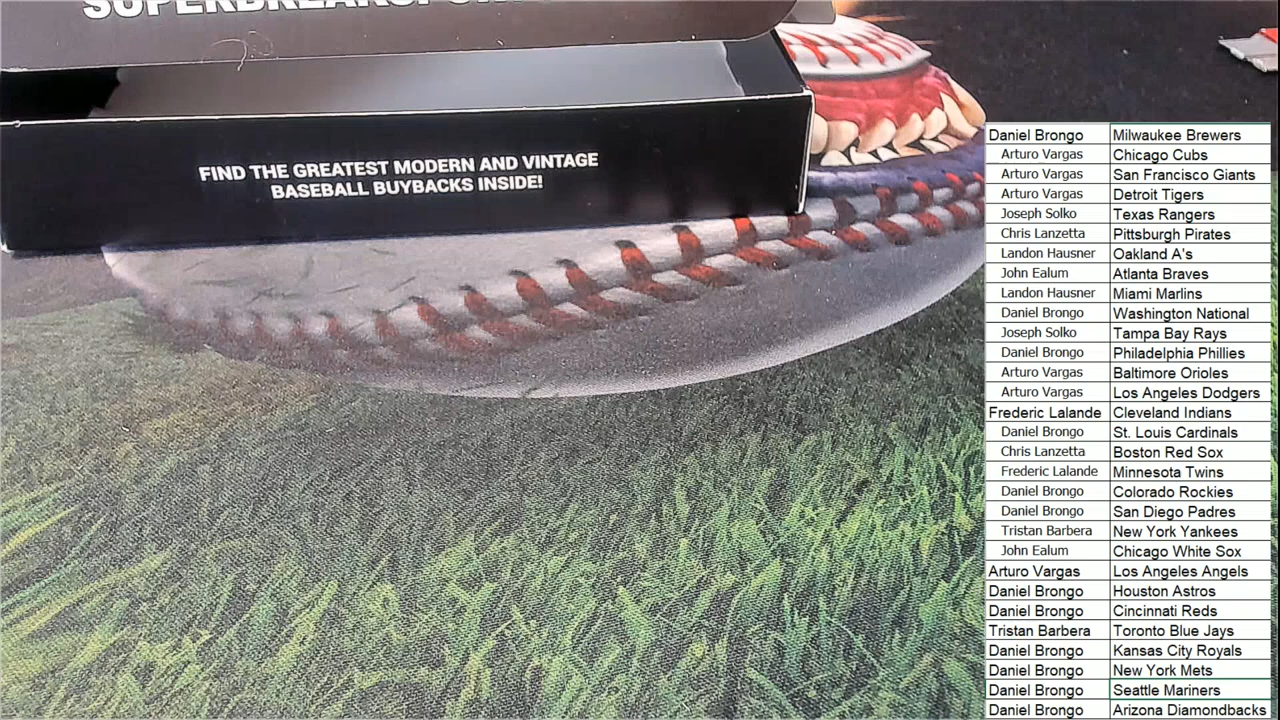 FIND THE GREATEST MODERN AND VINTAGE
BASEBALL BUYBACKS INSIDE!
Daniel Brongo Milwaukee Brewers
Arturo Vargas Chicago Cubs
Arturo Vargas San Francisco Giants
Arturo Vargas Detroit Tigers
Joseph Solko Texas Rangers
Chris Lanzetta Pittsburgh Pirates
Landon Hausner Oakland A's
John Ealum Atlanta Braves
Landon Hausner Miami Marlins
Daniel Brongo Washington National
Joseph Solko Tampa Bay Rays
Daniel Brongo Philadelphia Phillies
Arturo Vargas Baltimore Orioles
Arturo Vargas Los Angeles Dodgers
Frederic Lalande Cleveland Indians
Daniel Brongo St. Louis Cardinals
Chris Lanzetta Boston Red Sox
Frederic Lalande Minnesota Twins
Daniel Brongo Colorado Rockies
Daniel Brongo San Diego Padres
Tristan Barbera New York Yankees
John Ealum Chicago White Sox
Arturo Vargas Los Angeles Angels
Daniel Brongo Houston Astros
Daniel Brongo Cincinnati Reds
Tristan Barbera Toronto Blue Jays
Daniel Brongo Kansas City Royals
Daniel Brongo New York Mets
Daniel Brongo Seattle Mariners
Daniel Brongo Arizona Diamondbacks